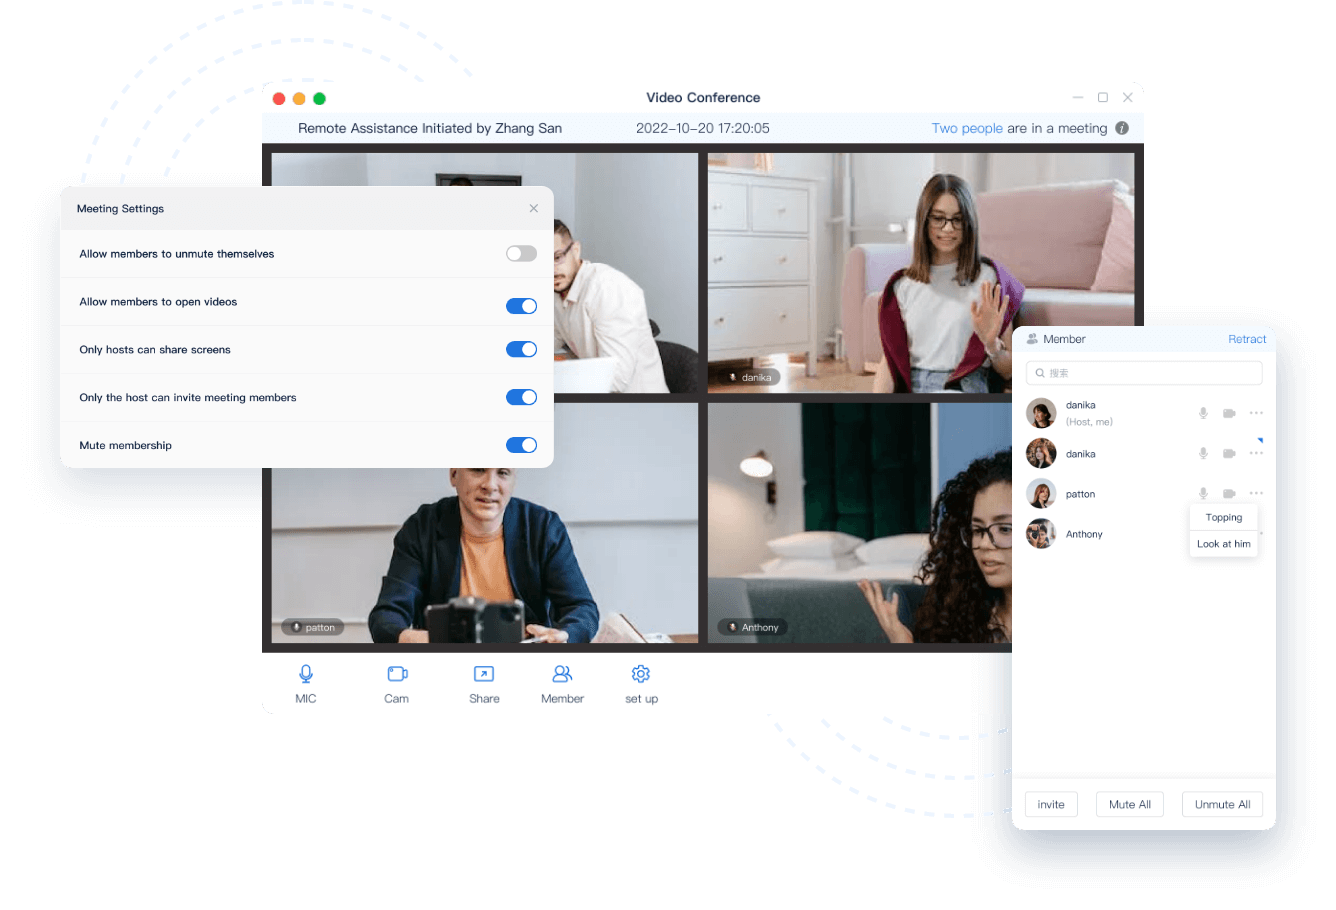 Video Conference
Remote Assistance Initiated by Zhang San
2022-10-20 17:20:05
Two people are in a meeting
Meeting Settings
Allow members to unmute themselves
Allow members to open videos
Only hosts can share screens
Only the host can invite meeting members
Mute membership
danika
patton
Anthony
MIC
Cam
Share
Member
set up
Member
Retract
搜索
danika
(Host, me)
danika
patton
Topping
Anthony
Look at him
invite
Mute All
Unmute All